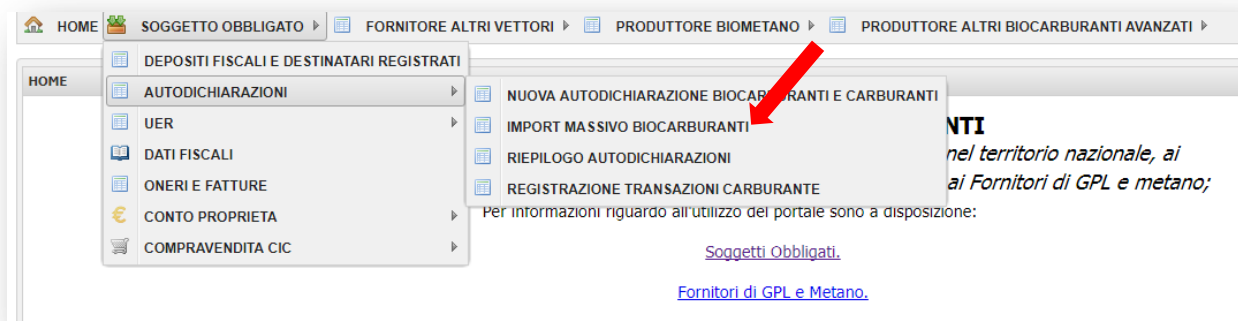 HOME SOGGETTO OBBLIGATO FORNITORE ALTRI VETTORI PRODUTTORE BIOMETANO PRODUTTORE ALTRI BIOCARBURANTI AVANZATI
DEPOSITI FISCALI E DESTINATARI REGISTRATI
HOME
AUTODICHIARAZIONI
UER
DATI FISCALI
ONERI E FATTURE
CONTO PROPRIETA
COMPRAVENDITA CIC
NUOVA AUTODICHIARAZIONE BIOCARBURANTI E CARBURANTI
IMPORT MASSIVO BIOCARBURANTI
RIEPILOGO AUTODICHIARAZIONI
REGISTRAZIONE TRANSAZIONI CARBURANTE
NTI
nel territorio nazionale, ai
ai Fornitori di GPL e metano;
Per informazioni riguardo all'utilizzo del portale sono a disposizione:
Soggetti Obbligati.
Fornitori di GPL e Metano.